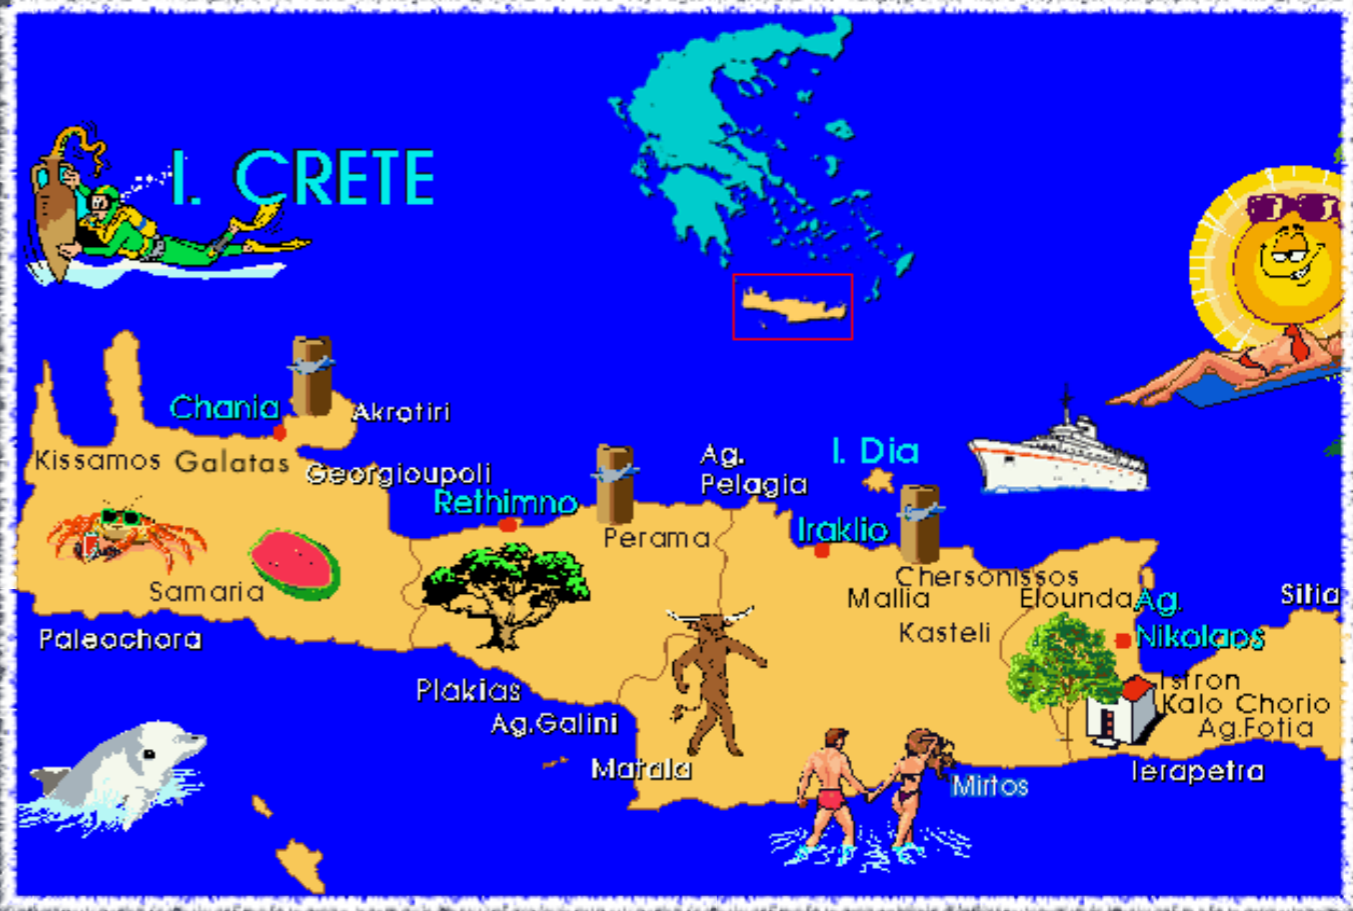 I. CRETE
Chania
Akrotiri
Kissamos
Galatas
Georgioupoli
Rethimno
Ag.
Pelagia
I. Dia
Iraklio
Perama
Samaria
Chersonissos
Mallia
Elounda
Ag.
Nikolaos
Sitia
Kasteli
Paleochora
Plakias
Ag.Galini
Matala
Istron
Kalo Chorio
Ag.Fotia
Ierapetra
Mirtos